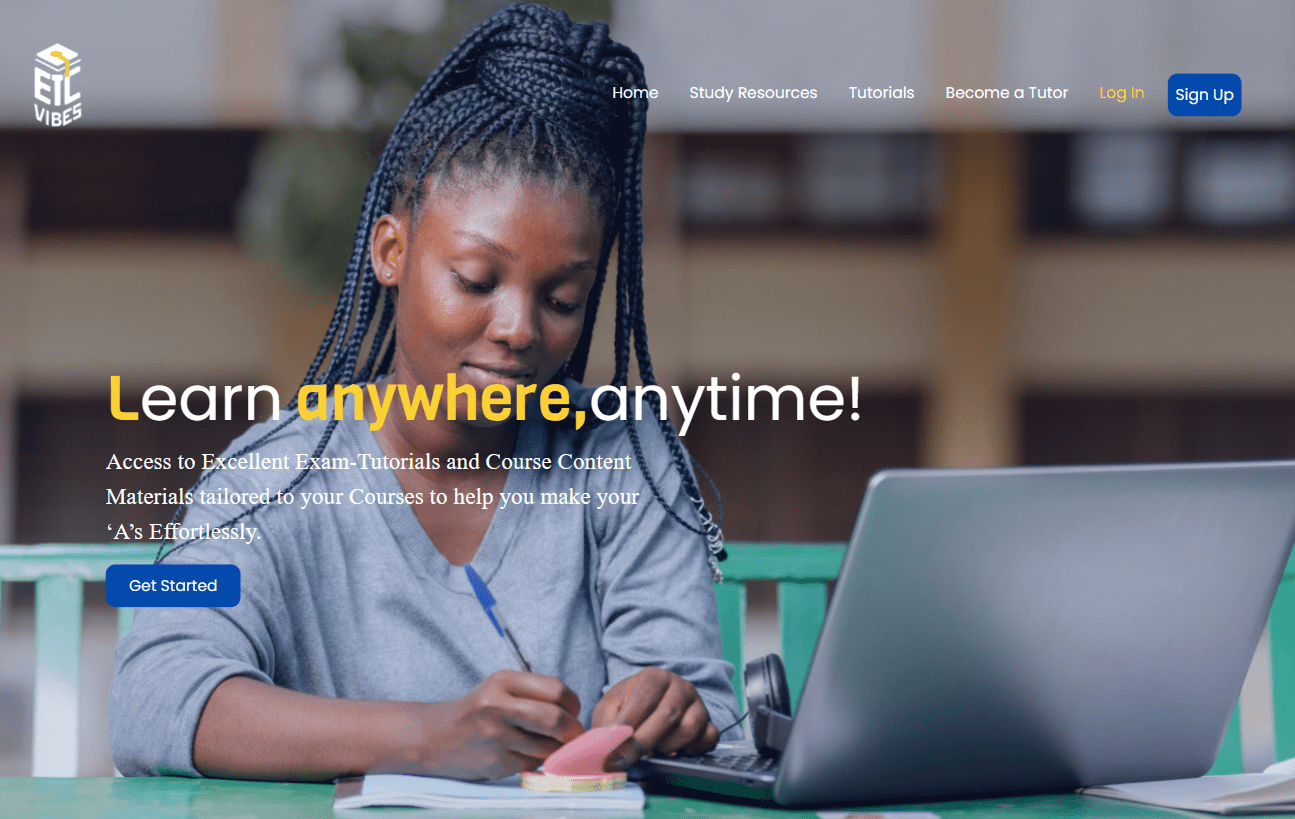 ETC
VIBES
Home Study Resources Tutorials Become a Tutor Log In Sign Up
Learn anywhere,anytime!
Access to Excellent Exam-Tutorials and Course Content
Materials tailored to your Courses to help you make your
‘A’s Effortlessly.
Get Started